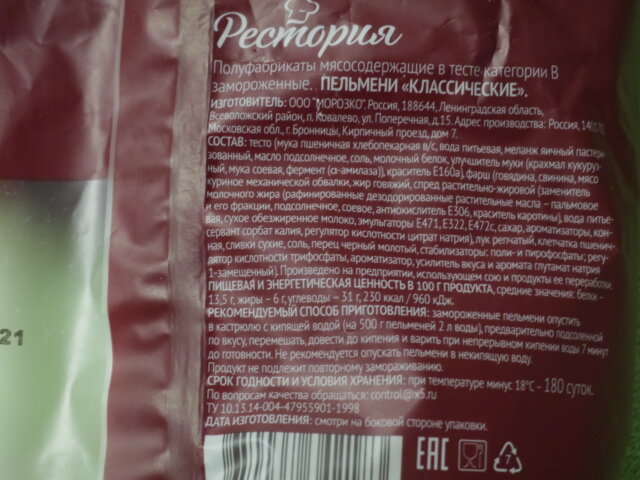 Рестория
Полуфабрикаты мясосодержащие в тесте категории В
замороженные. ПЕЛЬМЕНИ «КЛАССИЧЕСКИЕ».
ИЗГОТОВИТЕЛЬ: ООО "МОРОЗКО". Россия, 188644, Ленинградская область,
Всеволожский район, п. Ковалево, ул. Поперечная, д.15. Адрес производства: Россия, 140170,
Московская обл., г. Бронницы, Кирпичный проезд, дом 7.
СОСТАВ: тесто (мука пшеничная хлебопекарная в/с, вода питьевая, меланж яичный пастери-
зованный, масло подсолнечное, соль, молочный белок, улучшитель муки (крахмал кукуруз-
ный, мука соевая, фермент (α-амилаза)), краситель Е160а), фарш (говядина, свинина, мясо
куриное механической обвалки, жир говяжий, спред растительно-жировой (заменитель
молочного жира (рафинированные дезодорированные растительные масла – пальмовое
и его фракции, подсолнечное, соевое, антиокислитель Е306, краситель каротины), вода питье-
вая, сухое обезжиренное молоко, эмульгаторы Е471, Е322, Е472с, сахар, ароматизаторы, кон-
сервант сорбат калия, регулятор кислотности цитрат натрия), лук репчатый, клетчатка пшенич-
ная, сливки сухие, соль, перец черный молотый, стабилизаторы: поли- и пирофосфаты; регу-
лятор кислотности трифосфаты, ароматизатор, усилитель вкуса и аромата глутамат натрия
1-замещенный). Произведено на предприятии, использующем сою и продукты ее переработки.
ПИЩЕВАЯ И ЭНЕРГЕТИЧЕСКАЯ ЦЕННОСТЬ В 100 Г ПРОДУКТА, средние значения: белки –
13,5 г, жиры – 6 г, углеводы – 31 г, 230 ккал / 960 кДж.
РЕКОМЕНДУЕМЫЙ СПОСОБ ПРИГОТОВЛЕНИЯ: замороженные пельмени опустить
в кастрюлю с кипящей водой (на 500 г пельменей 2 л воды), предварительно подсоленной
по вкусу, перемешать, довести до кипения и варить при непрерывном кипении воды 7 минут
до готовности. Не рекомендуется опускать пельмени в некипящую воду.
Продукт не подлежит повторному замораживанию.
СРОК ГОДНОСТИ И УСЛОВИЯ ХРАНЕНИЯ: при температуре минус 18°С – 180 суток.
По вопросам качества обращаться: control@x5.ru
ТУ 10.13.14-004-47955901-1998
ДАТА ИЗГОТОВЛЕНИЯ: смотри на боковой стороне упаковки.
21
ЕАС
7